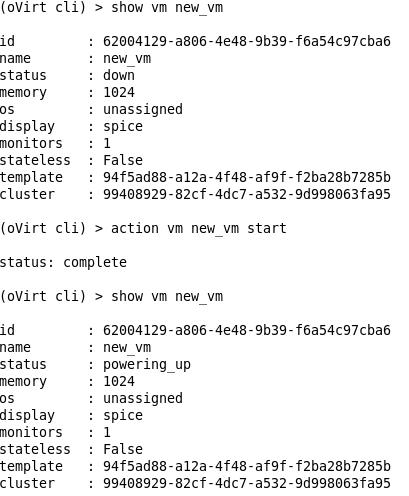 (oVirt cli) > show vm new_vm
id : 62004129-a806-4e48-9b39-f6a54c97cba6
name : new_vm
status : down
memory : 1024
os : unassigned
display : spice
monitors : 1
stateless : False
template : 94f5ad88-a12a-4f48-af9f-f2ba28b7285b
cluster : 99408929-82cf-4dc7-a532-9d998063fa95
(oVirt cli) > action vm new_vm start
status: complete
(oVirt cli) > show vm new_vm
id : 62004129-a806-4e48-9b39-f6a54c97cba6
name : new_vm
status : powering_up
memory : 1024
os : unassigned
display : spice
monitors : 1
stateless : False
template : 94f5ad88-a12a-4f48-af9f-f2ba28b7285b
cluster : 99408929-82cf-4dc7-a532-9d998063fa95